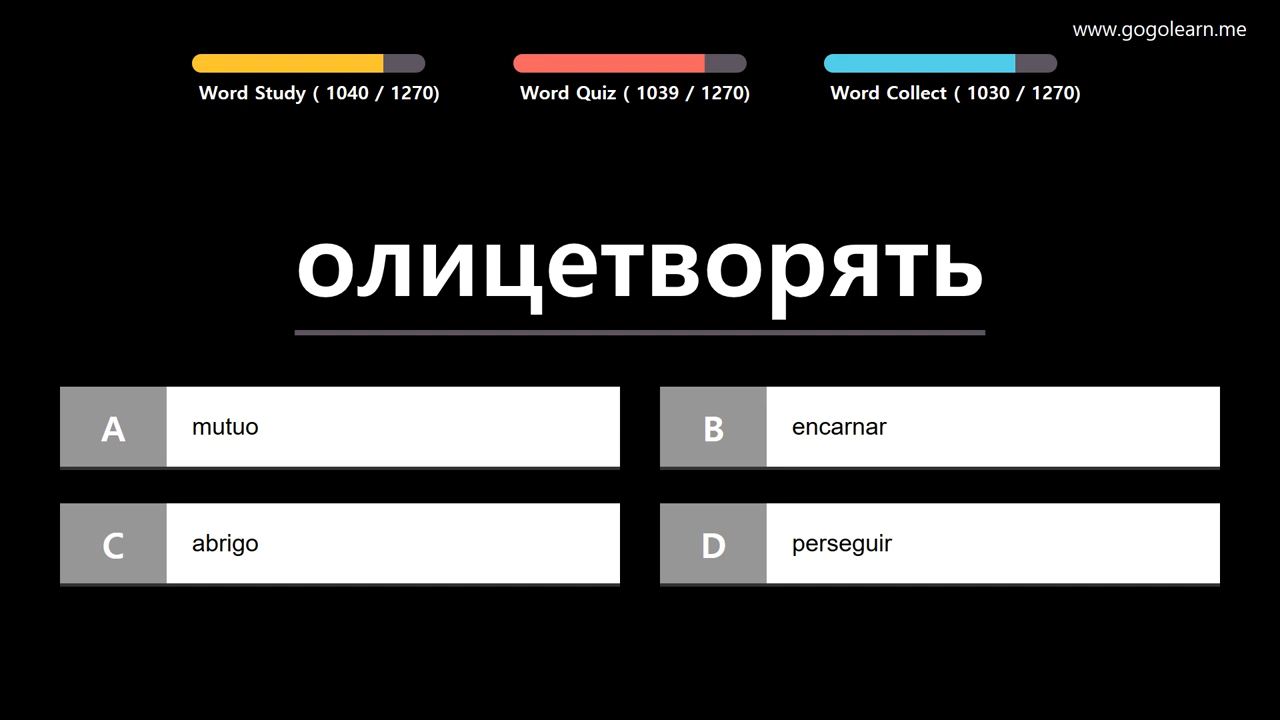 www.gogolearn.me
Word Study ( 1040 / 1270)
Word Quiz ( 1039 / 1270)
Word Collect ( 1030 / 1270)
олицетворять
A mutuo
B encarnar
C abrigo
D perseguir